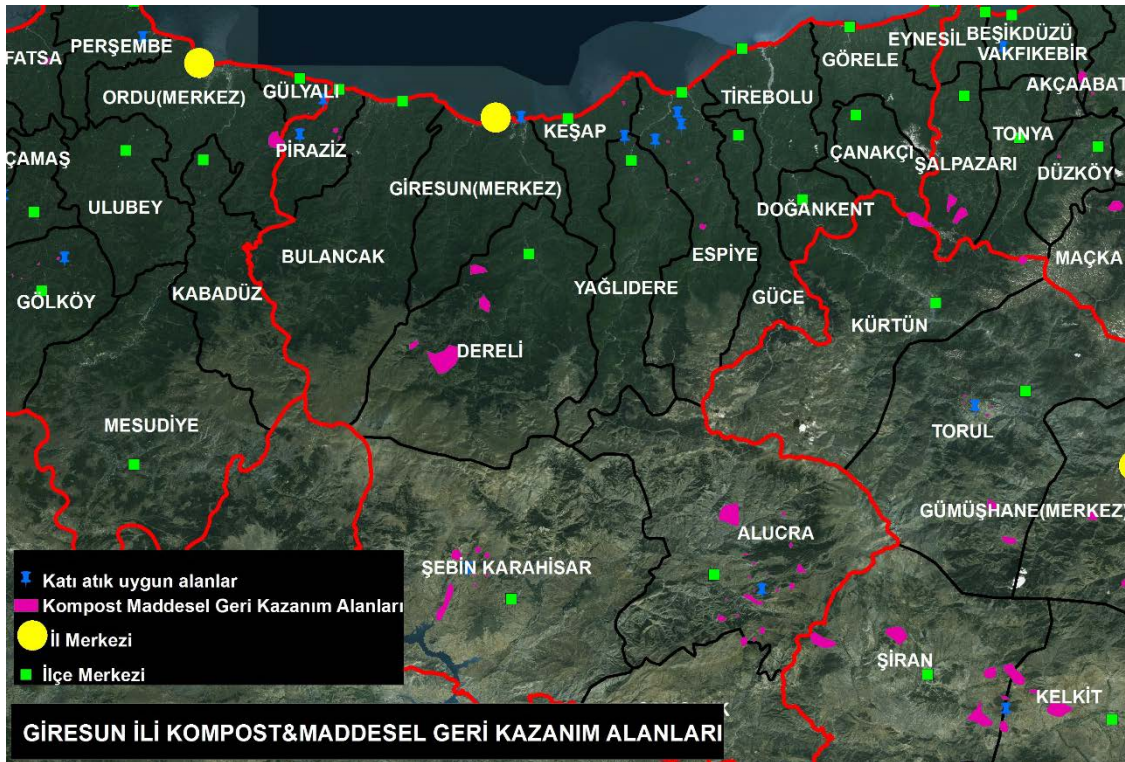 EYNESİL
BEŞİKDÜZÜ
VAKFIKEBİR
PERŞEMBE
FATSA
GÖRELE
AKÇAABAT
GÜLYALI
ORDU(MERKEZ)
TİREBOLU
KEŞAP
TONYA
PİRAZİZ
ÇANAKÇI
ÇAMAŞ
ŞALPAZARI
DÜZKÖY
GİRESUN(MERKEZ)
ULUBEY
DOĞANKENT
BULANCAK
ESPİYE
MAÇKA
KABADÜZ
YAĞLIDERE
GÜCE
GÖLKÖY
KÜRTÜN
DERELİ
MESUDİYE
TORUL
GÜMÜŞHANE(MERKEZ)
ALUCRA
ŞEBİN KARAHİSAR
ŞİRAN
KELKİT
Katı atık uygun alanlar
Kompost Maddesel Geri Kazanım Alanları
İl Merkezi
İlçe Merkezi
GİRESUN İLİ KOMPOST&MADDESEL GERİ KAZANIM ALANLARI